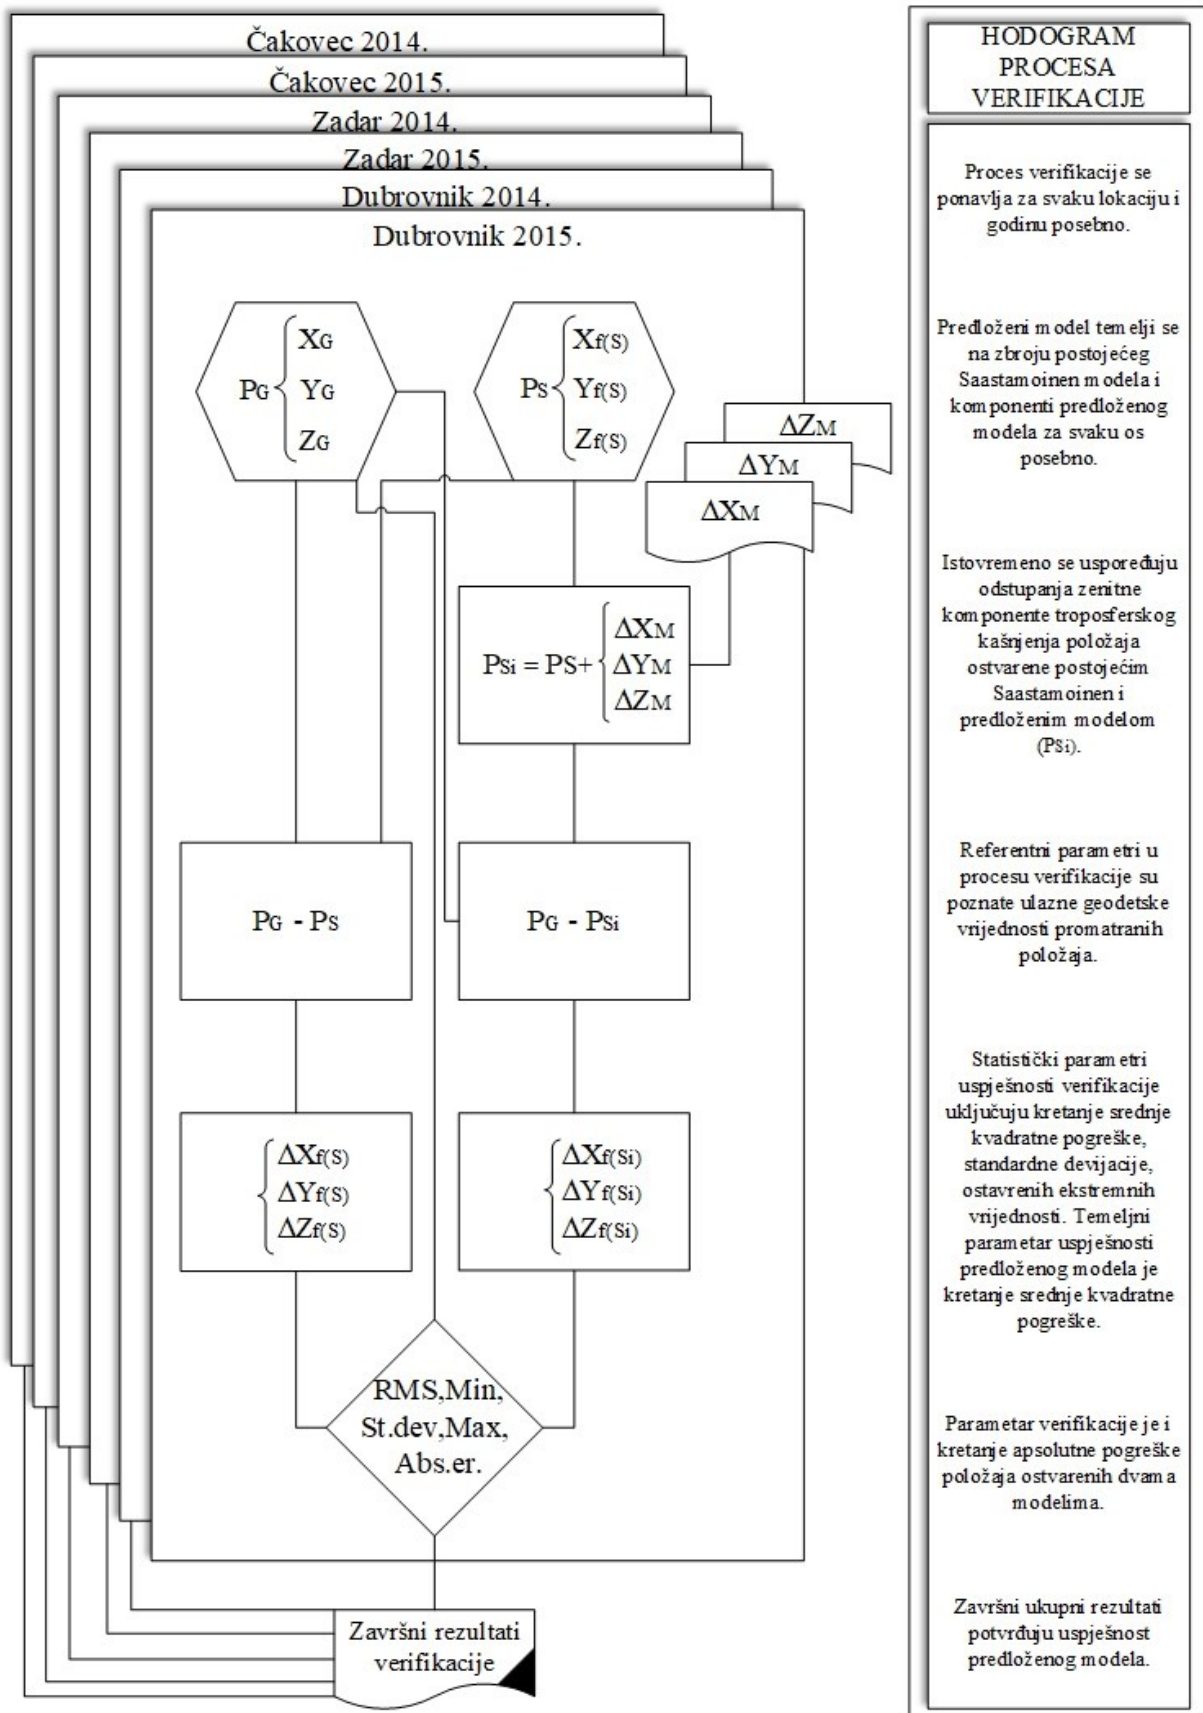 Čakovec 2014.
Čakovec 2015.
Zadar 2014.
Zadar 2015.
Dubrovnik 2014.
Dubrovnik 2015.
PG
XG
YG
ZG
PS
Xf(S)
Yf(S)
Zf(S)
ΔZM
ΔYM
ΔXM
PSi = PS+
ΔXM
ΔYM
ΔZM
PG - PS
PG - PSi
ΔXf(S)
ΔYf(S)
ΔZf(S)
ΔXf(Si)
ΔYf(Si)
ΔZf(Si)
RMS,Min,
St.dev,Max,
Abs.er.
Završni rezultati
verifikacije
HODOGRAM
PROCESA
VERIFIKACIJE
Proces verifikacije se
ponavlja za svaku lokaciju i
godinu posebno.
Predloženi model temelji se
na zbroju postojećeg
Saastamoinen modela i
komponenti predloženog
modela za svaku os
posebno.
Istovremeno se uspoređuju
odstupanja zenitne
komponente troposferskog
kašnjenja položaja
ostvarene postojećim
Saastamoinen i
predloženim modelom
(PSi).
Referentni parametri u
procesu verifikacije su
poznate ulazne geodetske
vrijednosti promatranih
položaja.
Statistički parametri
uspješnosti verifikacije
uključuju kretanje srednje
kvadratne pogreške,
standardne devijacije,
ostavrenih ekstremnih
vrijednosti. Temeljni
parametar uspješnosti
predloženog modela je
kretanje srednje kvadratne
pogreške.
Parametar verifikacije je i
kretanje apsolutne pogreške
položaja ostvarenih dvama
modelima.
Završni ukupni rezultati
potvrđuju uspješnost
predloženog modela.